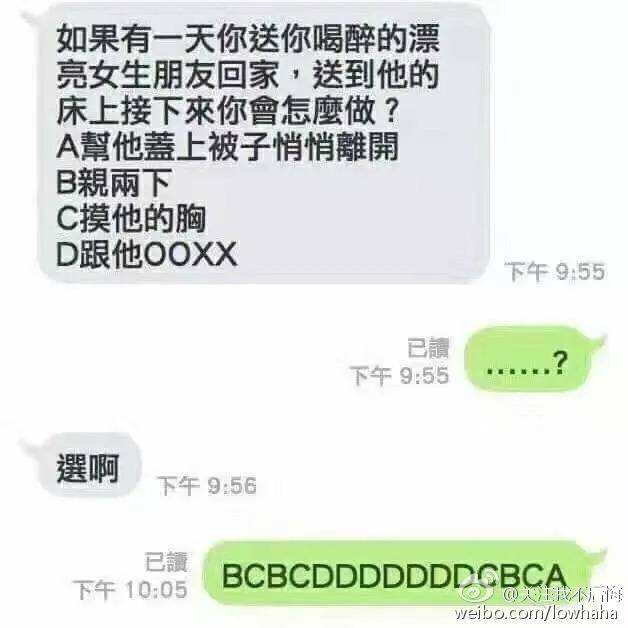 如果有一天你送你喝醉的漂
亮女生朋友回家，送到他的
床上接下來你會怎麼做？
A幫他蓋上被子悄悄離開
B親兩下
C摸他的胸
D跟他OOXX
下午 9:55
已讀
下午 9:55
......?
選啊
下午 9:56
已讀
下午 10:05
BCBCDDDDDDDCBCA
weibo.com/lowhaha